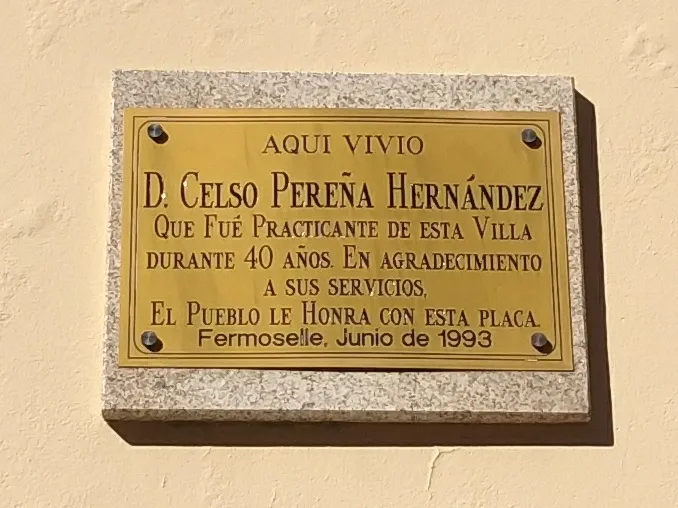 AQUI VIVIO
D. CELSO PEREÑA HERNÁNDEZ
QUE FUÉ PRACTICANTE DE ESTA VILLA
DURANTE 40 AÑOS. EN AGRADECIMIENTO
A SUS SERVICIOS,
EL PUEBLO LE HONRA CON ESTA PLACA.
Fermoselle, Junio de 1993